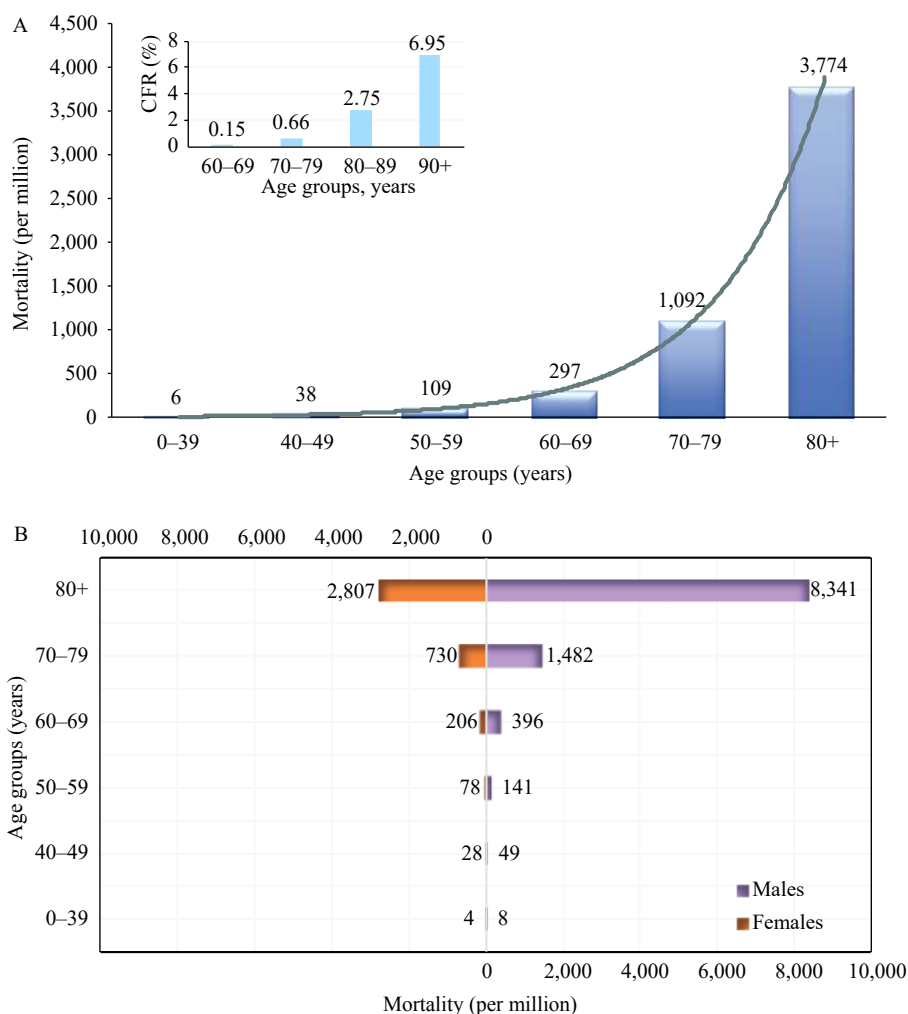 A
4,500
4,000
3,500
3,000
2,500
2,000
1,500
1,000
500
0
Mortality (per million)
6
38
109
297
1,092
3,774
0–39
40–49
50–59
60–69
70–79
80+
Age groups (years)
8
6
4
2
0
CFR (%)
0.15
0.66
2.75
6.95
60–69
70–79
80–89
90+
Age groups, years
B
10,000 8,000 6,000 4,000 2,000 0
Age groups (years)
80+ 2,807 8,341
70–79 730 1,482
60–69 206 396
50–59 78 141
40–49 28 49
0–39 4 8
Males
Females
0 2,000 4,000 6,000 8,000 10,000
Mortality (per million)